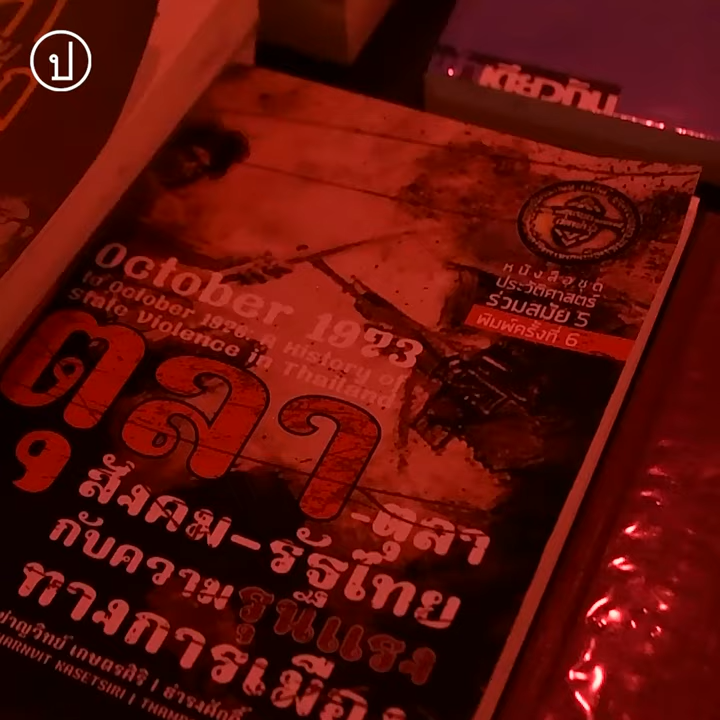 ป
เดียวกัน
หนังสือชุด
ประวัติศาสตร์
ร่วมสมัย 5
พิมพ์ครั้งที่ 6
October 1973
to October 1976: A History of
State Violence in Thailand
ตุลา
-ตุลา
สังคม-รัฐไทย
กับความรุนแรง
ทางการเมือง
ชาญวิทย์ เกษตรศิริ | ธำรงศักดิ์
CHARNVIT KASETSIRI |